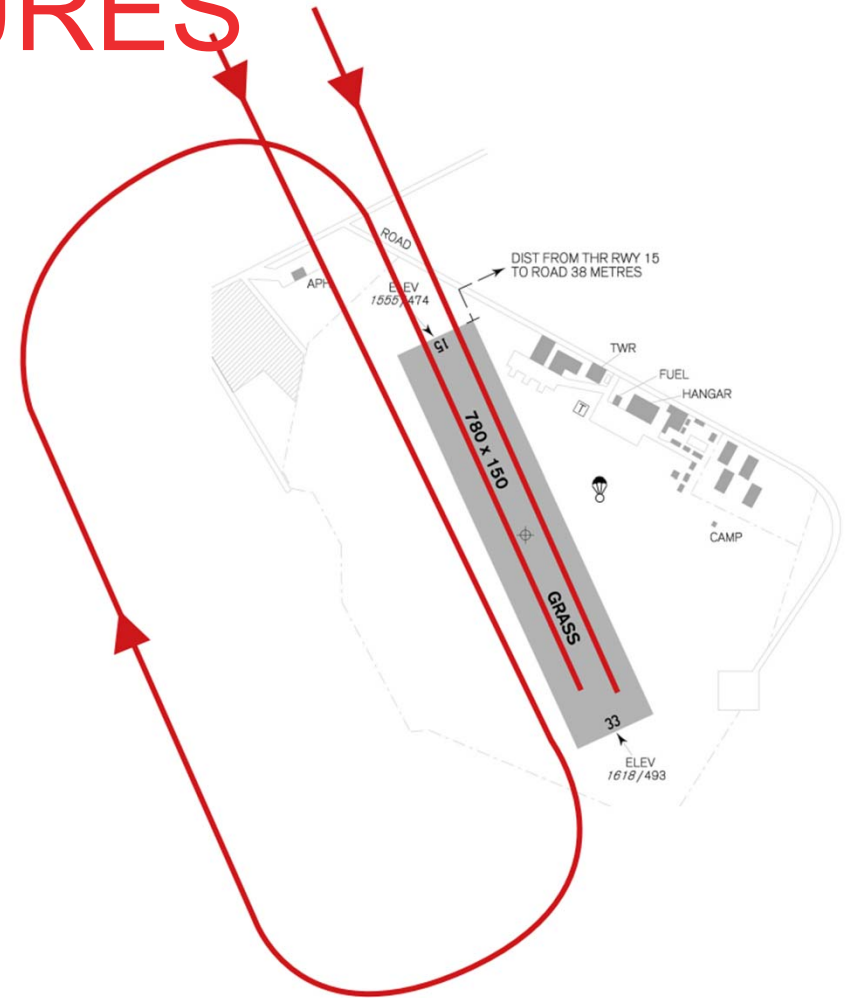 URES
DIST FROM THR RWY 15
TO ROAD 38 METRES
ROAD
APH
ELEV
1555/474
15
TWR
FUEL
HANGAR
T
780 x 150
CAMP
GRASS
33
ELEV
1618/493